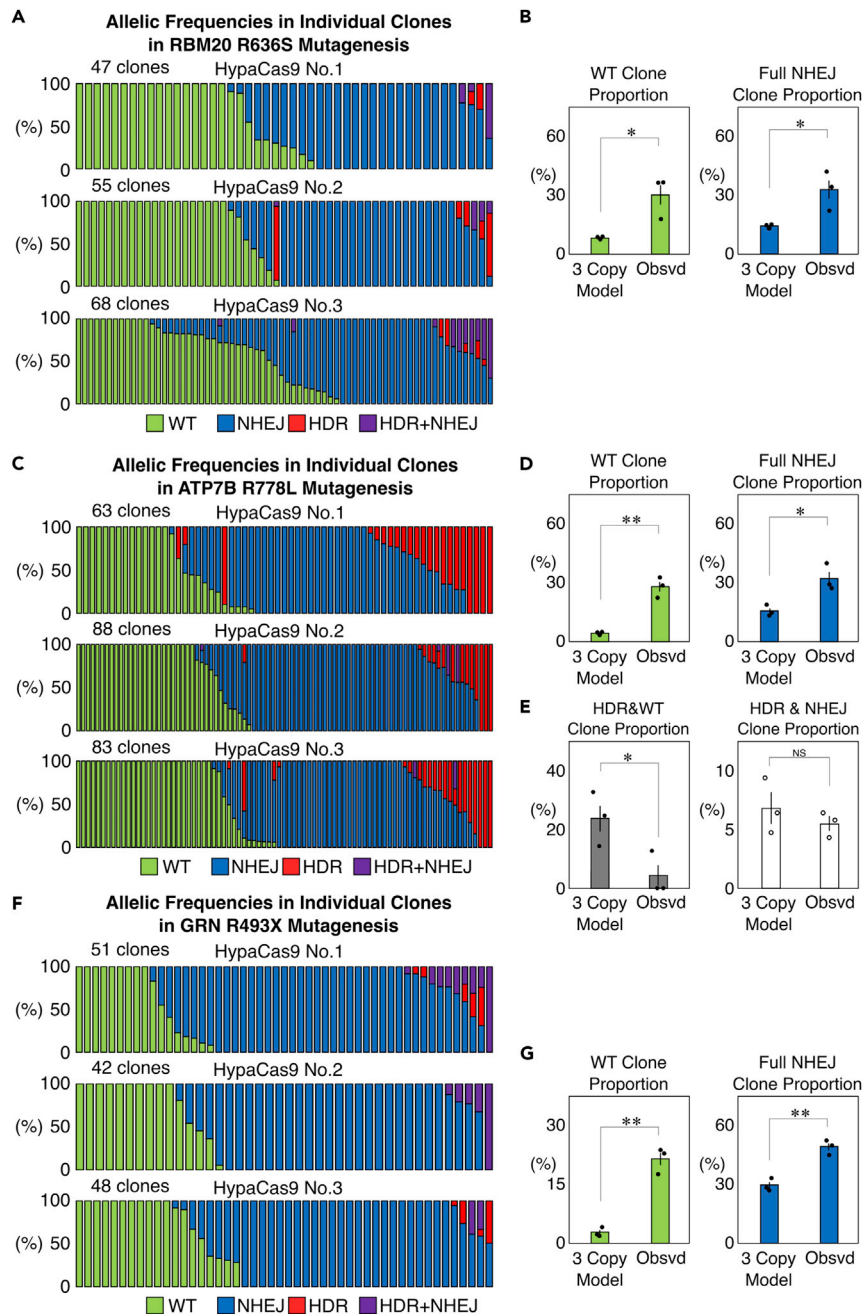 A
Allelic Frequencies in Individual Clones
in RBM20 R636S Mutagenesis
47 clones
HypaCas9 No.1
100
(%)
50
0
55 clones
HypaCas9 No.2
100
(%)
50
0
68 clones
HypaCas9 No.3
100
(%)
50
0
WT NHEJ HDR HDR+NHEJ
B
WT Clone
Proportion
60
*
(%)
30
0
3 Copy Obsvd
Model
Full NHEJ
Clone Proportion
60
*
(%)
30
0
3 Copy Obsvd
Model
C
Allelic Frequencies in Individual Clones
in ATP7B R778L Mutagenesis
63 clones
HypaCas9 No.1
100
(%)
50
0
88 clones
HypaCas9 No.2
100
(%)
50
0
83 clones
HypaCas9 No.3
100
(%)
50
0
WT NHEJ HDR HDR+NHEJ
D
WT Clone
Proportion
60
**
(%)
30
0
3 Copy Obsvd
Model
Full NHEJ
Clone Proportion
60
*
(%)
30
0
3 Copy Obsvd
Model
E
HDR&WT
Clone Proportion
40
*
(%)
20
0
3 Copy Obsvd
Model
HDR & NHEJ
Clone Proportion
10
NS
(%)
5
0
3 Copy Obsvd
Model
F
Allelic Frequencies in Individual Clones
in GRN R493X Mutagenesis
51 clones
HypaCas9 No.1
100
(%)
50
0
42 clones
HypaCas9 No.2
100
(%)
50
0
48 clones
HypaCas9 No.3
100
(%)
50
0
WT NHEJ HDR HDR+NHEJ
G
WT Clone
Proportion
30
**
(%)
15
0
3 Copy Obsvd
Model
Full NHEJ
Clone Proportion
60
**
(%)
30
0
3 Copy Obsvd
Model